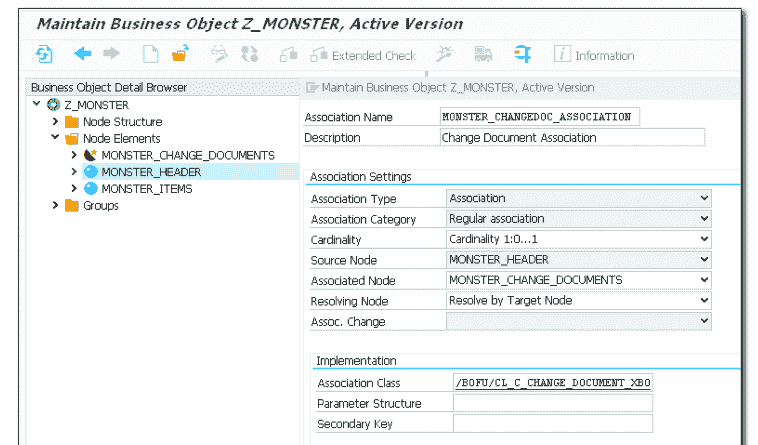 Maintain Business Object Z_MONSTER, Active Version
Extended Check
Information
Business Object Detail Browser
Z_MONSTER
Node Structure
Node Elements
MONSTER_CHANGE_DOCUMENTS
MONSTER_HEADER
MONSTER_ITEMS
Groups
Maintain Business Object Z_MONSTER, Active Version
Association Name MONSTER_CHANGEDOC_ASSOCIATION
Description Change Document Association
Association Settings
Association Type Association
Association Category Regular association
Cardinality Cardinality 1:0...1
Source Node MONSTER_HEADER
Associated Node MONSTER_CHANGE_DOCUMENTS
Resolving Node Resolve by Target Node
Assoc. Change
Implementation
Association Class /BOFU/CL_C_CHANGE_DOCUMENT_XBO
Parameter Structure
Secondary Key